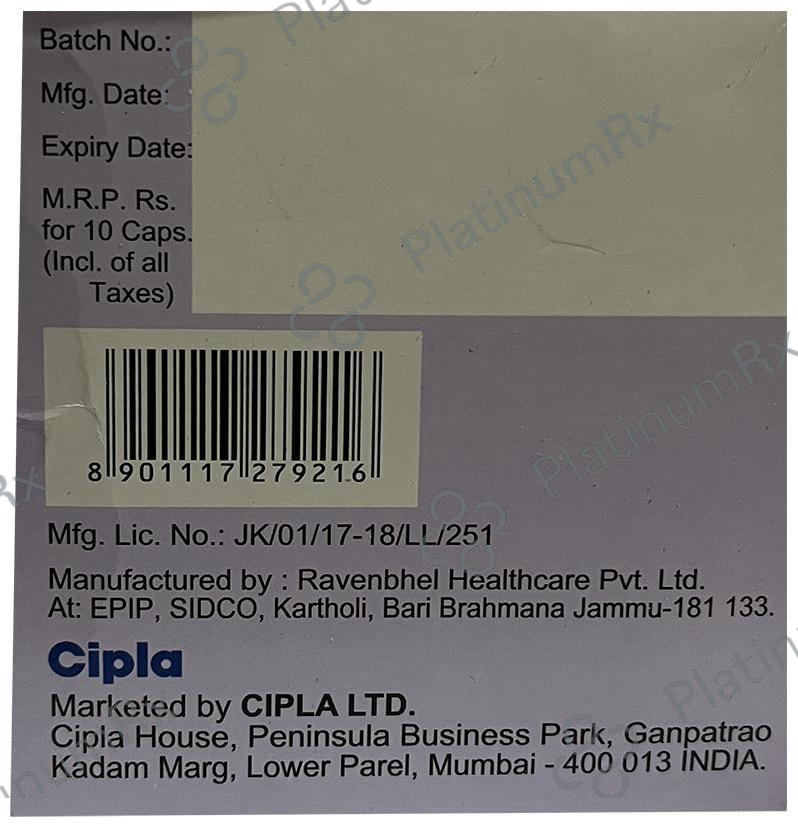 Batch No.:
Mfg. Date:
Expiry Date:
M.R.P. Rs.
for 10 Caps.
(Incl. of all
Taxes)
8 901117 279216
Mfg. Lic. No.: JK/01/17-18/LL/251
Manufactured by : Ravenbhel Healthcare Pvt. Ltd.
At: EPIP, SIDCO, Kartholi, Bari Brahmana Jammu-181 133.
Cipla
Marketed by CIPLA LTD.
Cipla House, Peninsula Business Park, Ganpatrao
Kadam Marg, Lower Parel, Mumbai - 400 013 INDIA.
PlatinumRx
PlatinumRx